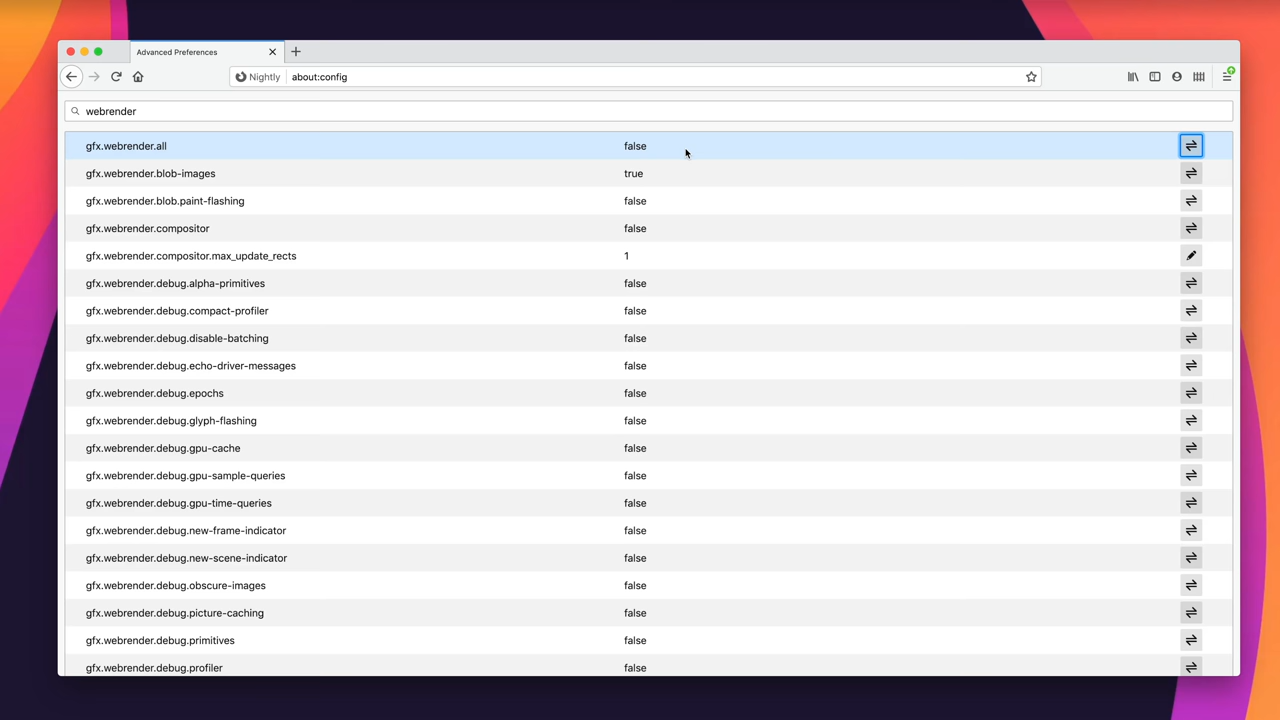 Advanced Preferences
Nightly about:config
webrender
gfx.webrender.all false
gfx.webrender.blob-images true
gfx.webrender.blob.paint-flashing false
gfx.webrender.compositor false
gfx.webrender.compositor.max_update_rects 1
gfx.webrender.debug.alpha-primitives false
gfx.webrender.debug.compact-profiler false
gfx.webrender.debug.disable-batching false
gfx.webrender.debug.echo-driver-messages false
gfx.webrender.debug.epochs false
gfx.webrender.debug.glyph-flashing false
gfx.webrender.debug.gpu-cache false
gfx.webrender.debug.gpu-sample-queries false
gfx.webrender.debug.gpu-time-queries false
gfx.webrender.debug.new-frame-indicator false
gfx.webrender.debug.new-scene-indicator false
gfx.webrender.debug.obscure-images false
gfx.webrender.debug.picture-caching false
gfx.webrender.debug.primitives false
gfx.webrender.debug.profiler false